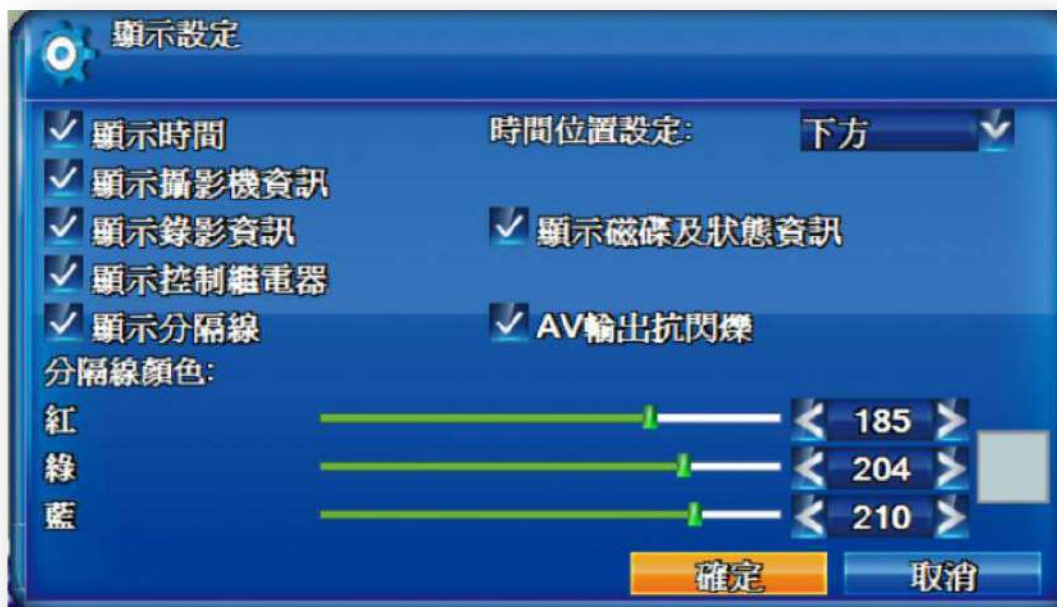 顯示設定
顯示時間 時間位置設定: 下方
顯示攝影機資訊
顯示錄影資訊 顯示磁碟及狀態資訊
顯示控制繼電器
顯示分隔線 AV輸出抗閃爍
分隔線顏色:
紅 185
綠 204
藍 210
確定 取消